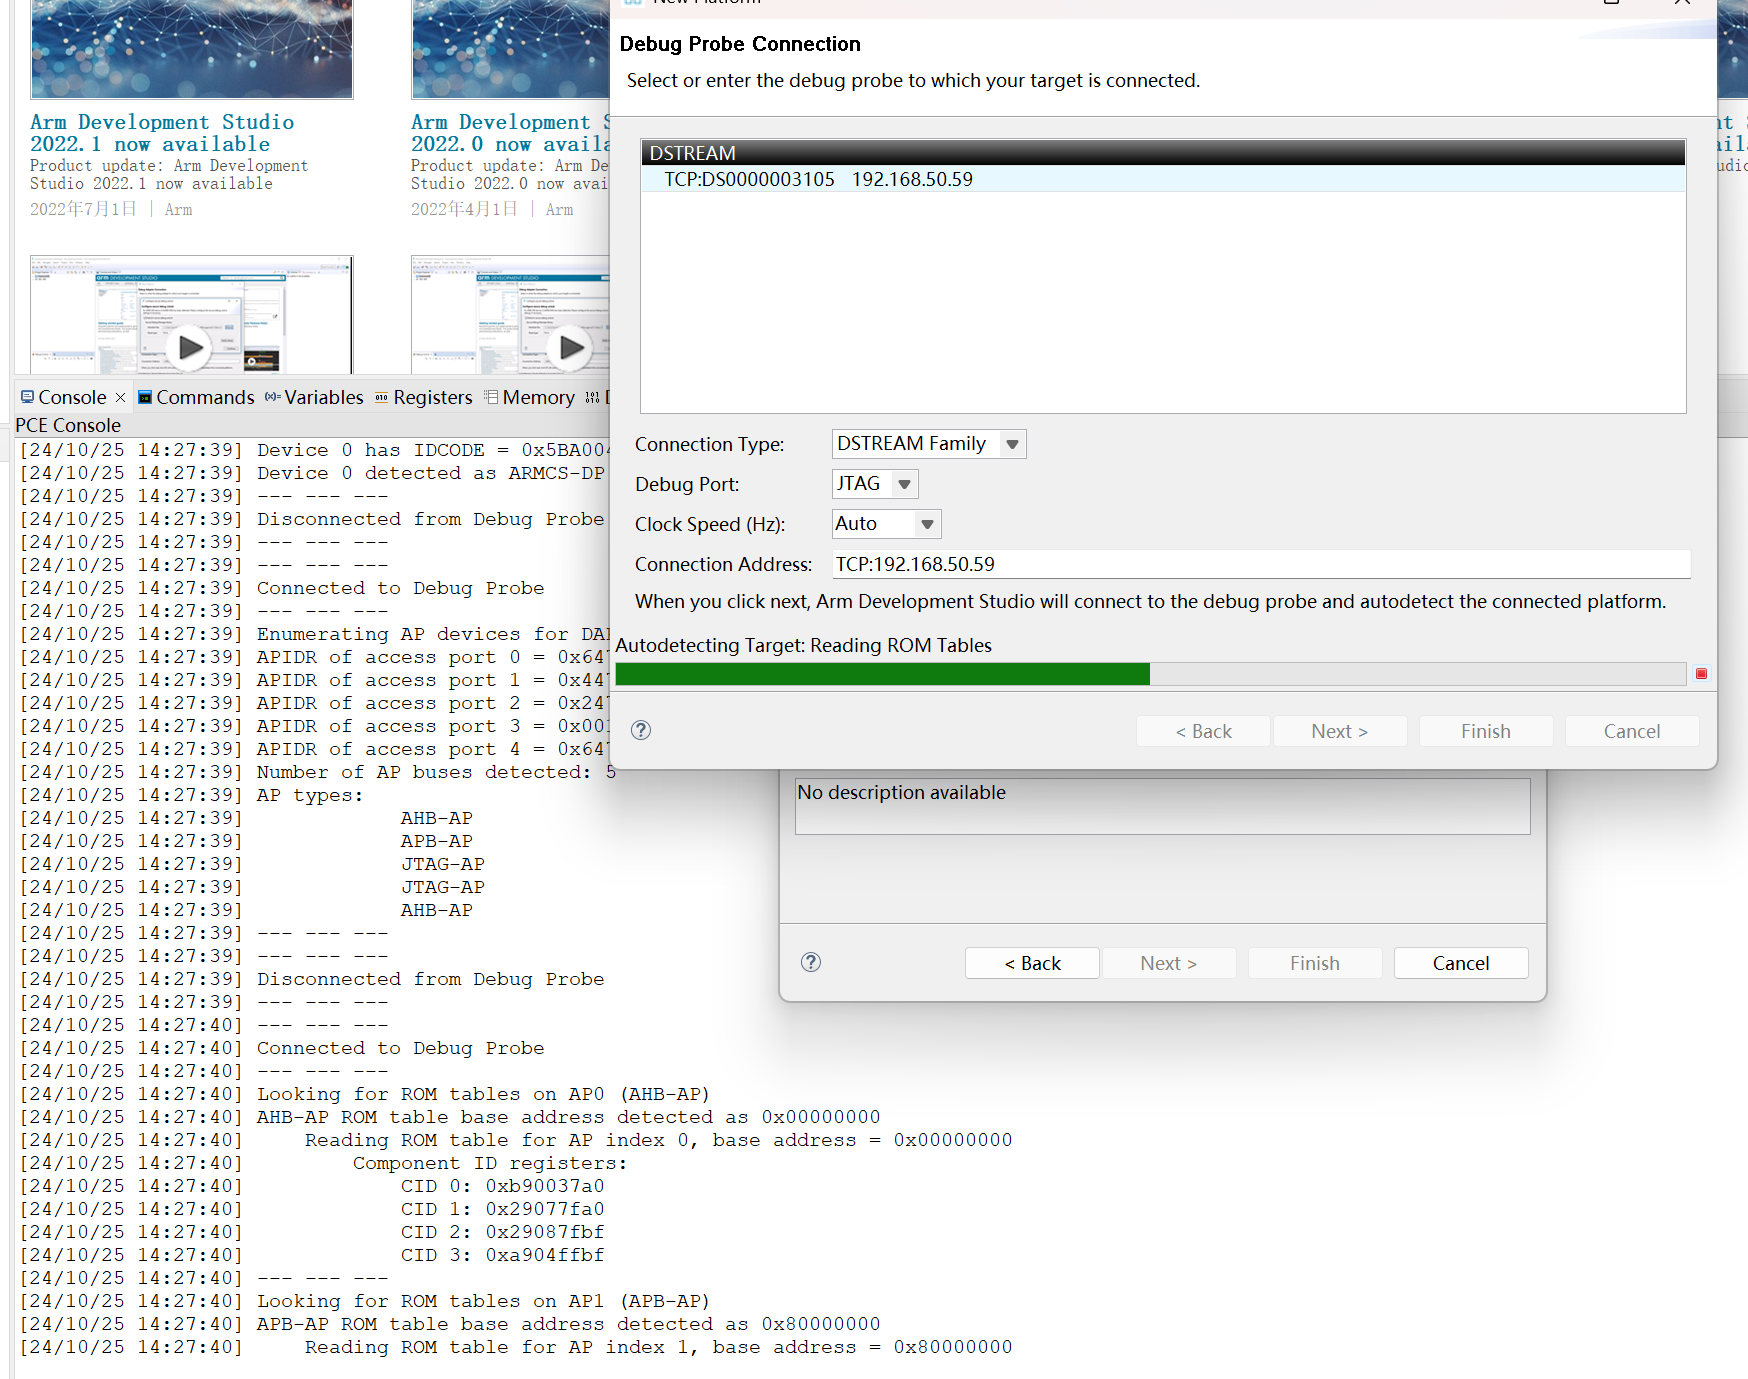 New Platform
Debug Probe Connection
Select or enter the debug probe to which your target is connected.
DSTREAM
TCP:DS0000003105 192.168.50.59
Connection Type: DSTREAM Family
Debug Port: JTAG
Clock Speed (Hz): Auto
Connection Address: TCP:192.168.50.59
When you click next, Arm Development Studio will connect to the debug probe and autodetect the connected platform.
Autodetecting Target: Reading ROM Tables
< Back
Next >
Finish
Cancel
No description available
< Back
Next >
Finish
Cancel
Arm Development Studio
2022.1 now available
Product update: Arm Development
Studio 2022.1 now available
2022年7月1日 | Arm
Arm Development S
2022.0 now availa
Product update: Arm De
Studio 2022.0 now avai
2022年4月1日 | Arm
Console
Commands
Variables
Registers
Memory
PCE Console
[24/10/25 14:27:39] Device 0 has IDCODE = 0x5BA004
[24/10/25 14:27:39] Device 0 detected as ARMCS-DP
[24/10/25 14:27:39] --- --- ---
[24/10/25 14:27:39] Disconnected from Debug Probe
[24/10/25 14:27:39] --- --- ---
[24/10/25 14:27:39] --- --- ---
[24/10/25 14:27:39] Connected to Debug Probe
[24/10/25 14:27:39] --- --- ---
[24/10/25 14:27:39] Enumerating AP devices for DAP
[24/10/25 14:27:39] APIDR of access port 0 = 0x647
[24/10/25 14:27:39] APIDR of access port 1 = 0x447
[24/10/25 14:27:39] APIDR of access port 2 = 0x247
[24/10/25 14:27:39] APIDR of access port 3 = 0x001
[24/10/25 14:27:39] APIDR of access port 4 = 0x647
[24/10/25 14:27:39] Number of AP buses detected: 5
[24/10/25 14:27:39] AP types:
[24/10/25 14:27:39] AHB-AP
[24/10/25 14:27:39] APB-AP
[24/10/25 14:27:39] JTAG-AP
[24/10/25 14:27:39] JTAG-AP
[24/10/25 14:27:39] AHB-AP
[24/10/25 14:27:39] --- --- ---
[24/10/25 14:27:39] --- --- ---
[24/10/25 14:27:39] Disconnected from Debug Probe
[24/10/25 14:27:39] --- --- ---
[24/10/25 14:27:40] --- --- ---
[24/10/25 14:27:40] Connected to Debug Probe
[24/10/25 14:27:40] --- --- ---
[24/10/25 14:27:40] Looking for ROM tables on AP0 (AHB-AP)
[24/10/25 14:27:40] AHB-AP ROM table base address detected as 0x00000000
[24/10/25 14:27:40] Reading ROM table for AP index 0, base address = 0x00000000
[24/10/25 14:27:40] Component ID registers:
[24/10/25 14:27:40] CID 0: 0xb90037a0
[24/10/25 14:27:40] CID 1: 0x29077fa0
[24/10/25 14:27:40] CID 2: 0x29087fbf
[24/10/25 14:27:40] CID 3: 0xa904ffbf
[24/10/25 14:27:40] --- --- ---
[24/10/25 14:27:40] Looking for ROM tables on AP1 (APB-AP)
[24/10/25 14:27:40] APB-AP ROM table base address detected as 0x80000000
[24/10/25 14:27:40] Reading ROM table for AP index 1, base address = 0x80000000